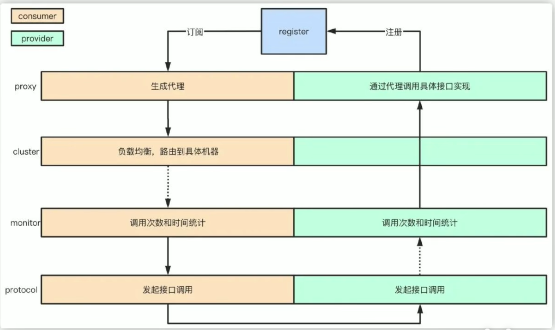 consumer
provider
register
订阅
注册
proxy
生成代理
通过代理调用具体接口实现
cluster
负载均衡，路由到具体机器
monitor
调用次数和时间统计
调用次数和时间统计
protocol
发起接口调用
发起接口调用